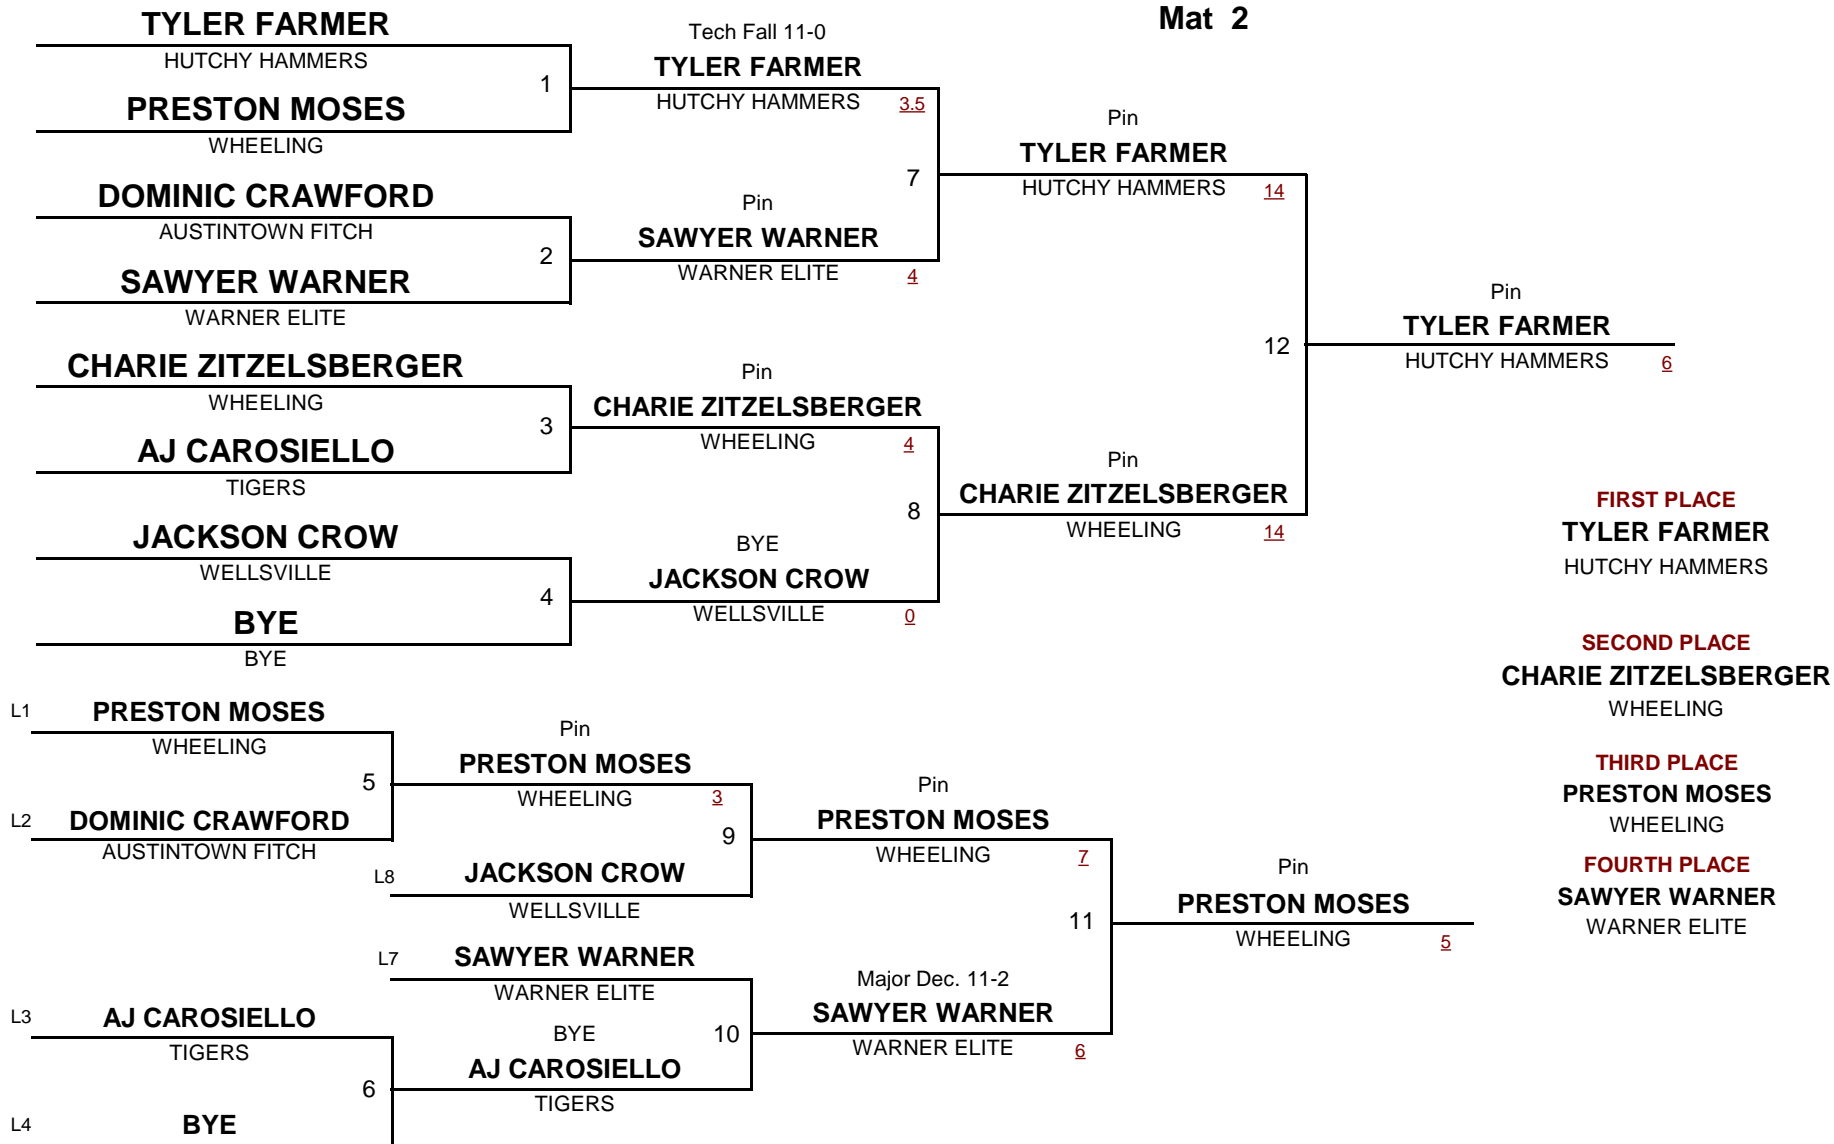 Mat 2
TYLER FARMER
HUTCHY HAMMERS
1
PRESTON MOSES
WHEELING
DOMINIC CRAWFORD
AUSTINTOWN FITCH
2
SAWYER WARNER
WARNER ELITE
CHARIE ZITZELSBERGER
WHEELING
3
AJ CAROSIELLO
TIGERS
JACKSON CROW
WELLSVILLE
4
BYE
BYE
Tech Fall 11-0
TYLER FARMER
HUTCHY HAMMERS 3.5
7
Pin
SAWYER WARNER
WARNER ELITE 4
Pin
CHARIE ZITZELSBERGER
WHEELING 4
8
BYE
JACKSON CROW
WELLSVILLE 0
Pin
TYLER FARMER
HUTCHY HAMMERS 14
12
Pin
CHARIE ZITZELSBERGER
WHEELING 14
Pin
TYLER FARMER
HUTCHY HAMMERS 6
FIRST PLACE
TYLER FARMER
HUTCHY HAMMERS
SECOND PLACE
CHARIE ZITZELSBERGER
WHEELING
THIRD PLACE
PRESTON MOSES
WHEELING
FOURTH PLACE
SAWYER WARNER
WARNER ELITE
L1 PRESTON MOSES
WHEELING
5
L2 DOMINIC CRAWFORD
AUSTINTOWN FITCH
L3 AJ CAROSIELLO
TIGERS
6
L4 BYE
Pin
PRESTON MOSES
WHEELING 3
9
L8 JACKSON CROW
WELLSVILLE
L7 SAWYER WARNER
WARNER ELITE
10
BYE
AJ CAROSIELLO
TIGERS
Pin
PRESTON MOSES
WHEELING 7
11
Major Dec. 11-2
SAWYER WARNER
WARNER ELITE 6
Pin
PRESTON MOSES
WHEELING 5